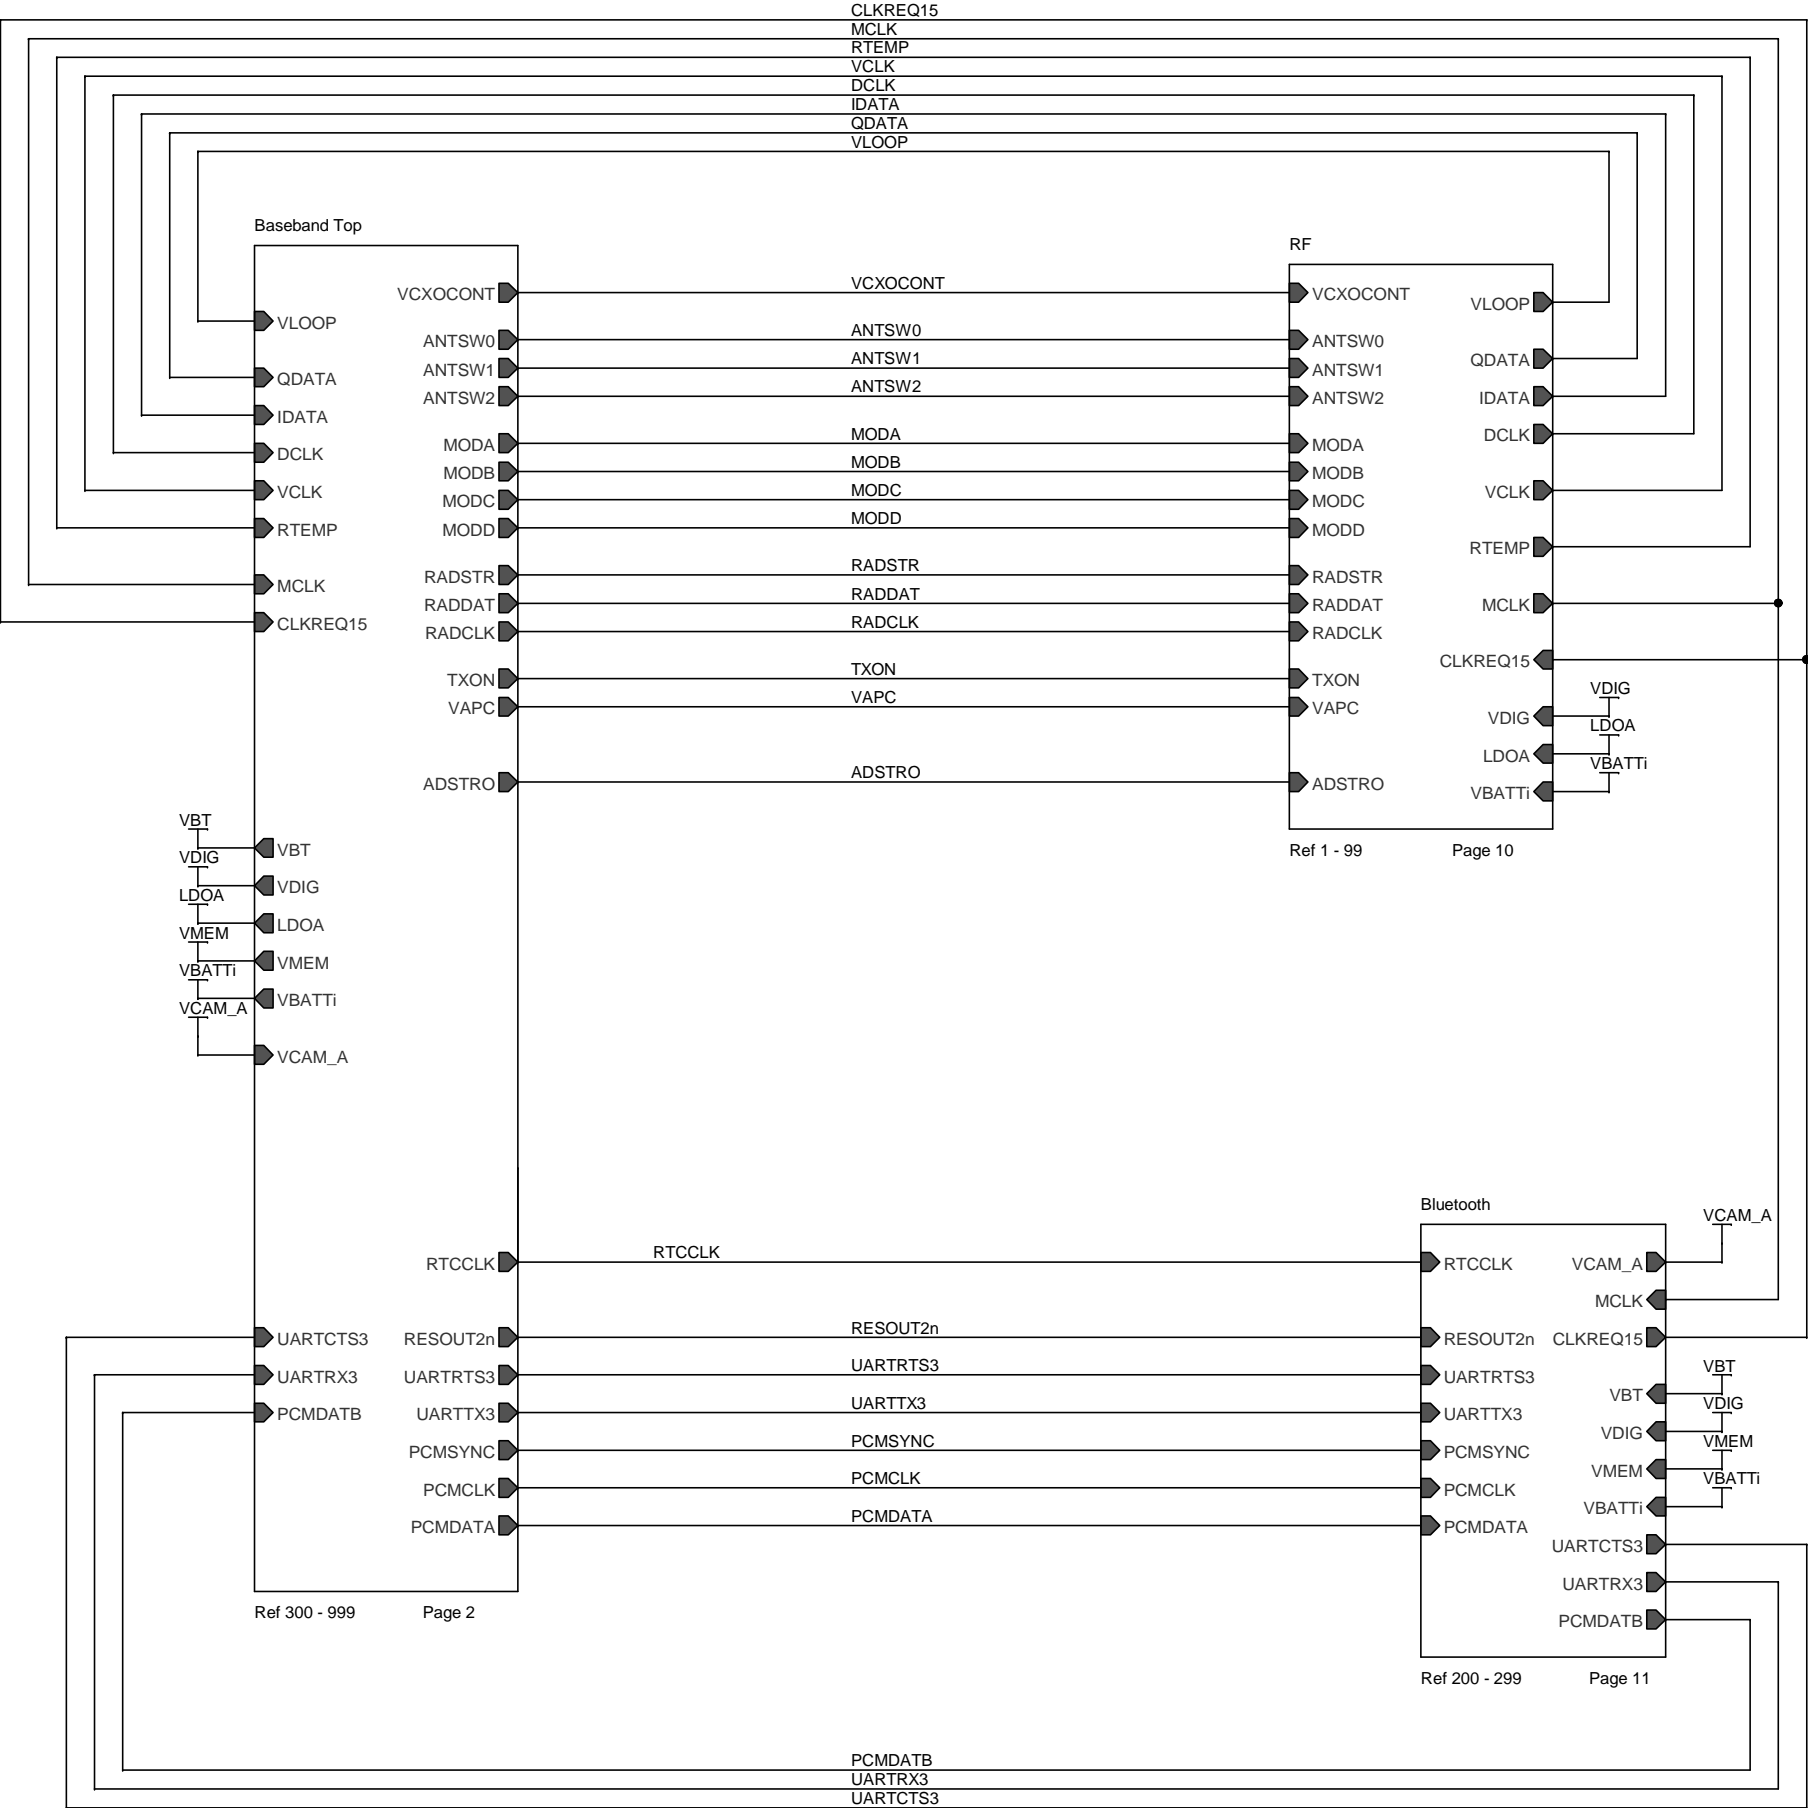 CLKREQ15
MCLK
RTEMP
VCLK
DCLK
IDATA
QDATA
VLOOP
Baseband Top
VLOOP
QDATA
IDATA
DCLK
VCLK
RTEMP
MCLK
CLKREQ15
VBT
VBT
VDIG
VDIG
LDOA
LDOA
VMEM
VMEM
VBATTi
VBATTi
VCAM_A
VCAM_A
UARTCTS3
UARTRX3
PCMDATB
VCXOCONT
ANTSW0
ANTSW1
ANTSW2
MODA
MODB
MODC
MODD
RADSTR
RADDAT
RADCLK
TXON
VAPC
ADSTRO
RTCCLK
RESOUT2n
UARTRTS3
UARTTX3
PCMSYNC
PCMCLK
PCMDATA
Ref 300 - 999
Page 2
VCXOCONT
ANTSW0
ANTSW1
ANTSW2
MODA
MODB
MODC
MODD
RADSTR
RADDAT
RADCLK
TXON
VAPC
ADSTRO
RTCCLK
RESOUT2n
UARTRTS3
UARTTX3
PCMSYNC
PCMCLK
PCMDATA
RF
VCXOCONT
ANTSW0
ANTSW1
ANTSW2
MODA
MODB
MODC
MODD
RADSTR
RADDAT
RADCLK
TXON
VAPC
ADSTRO
VLOOP
QDATA
IDATA
DCLK
VCLK
RTEMP
MCLK
CLKREQ15
VDIG
VDIG
LDOA
LDOA
VBATTi
VBATTi
Ref 1 - 99
Page 10
Bluetooth
RTCCLK
RESOUT2n
UARTRTS3
UARTTX3
PCMSYNC
PCMCLK
PCMDATA
VCAM_A
VCAM_A
MCLK
CLKREQ15
VBT
VBT
VDIG
VDIG
VMEM
VMEM
VBATTi
VBATTi
UARTCTS3
UARTRX3
PCMDATB
Ref 200 - 299
Page 11
PCMDATB
UARTRX3
UARTCTS3